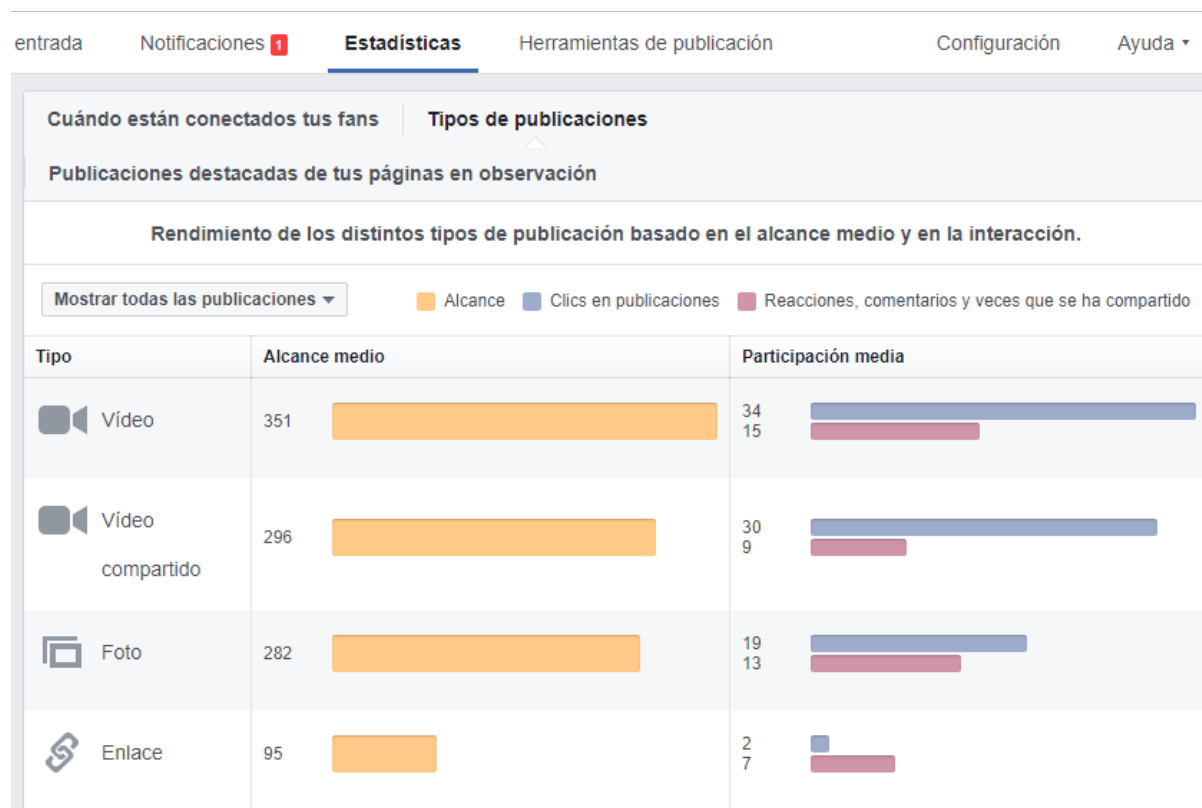 entrada Notificaciones 1 Estadísticas Herramientas de publicación Configuración Ayuda
Cuándo están conectados tus fans Tipos de publicaciones
Publicaciones destacadas de tus páginas en observación
Rendimiento de los distintos tipos de publicación basado en el alcance medio y en la interacción.
Mostrar todas las publicaciones Alcance Clics en publicaciones Reacciones, comentarios y veces que se ha compartido
Tipo Alcance medio Participación media
Vídeo 351 34
15
Vídeo
compartido
296 30
9
Foto 282 19
13
Enlace 95 2
7